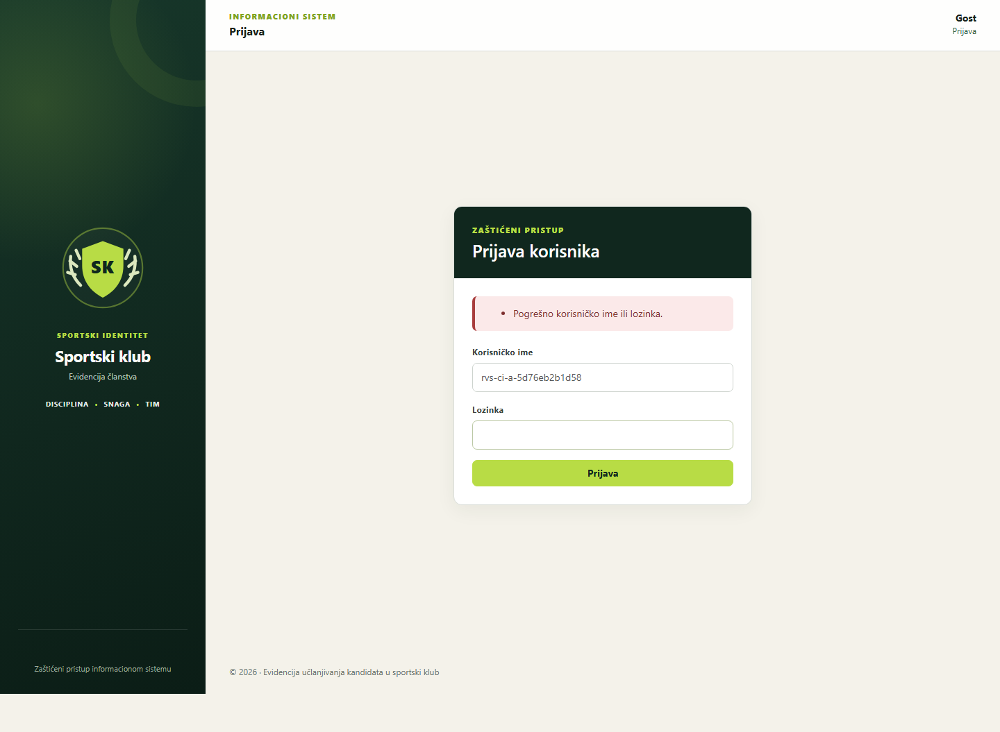 SK
SPORTSKI IDENTITET
Sportski klub
Evidencija članstva
DISCIPLINA • SNAGA • TIM
Zaštićeni pristup informacionom sistemu
INFORMACIONI SISTEM
Prijava
Gost
Prijava
ZAŠTIĆENI PRISTUP
Prijava korisnika
• Pogrešno korisničko ime ili lozinka.
Korisničko ime
rvs-ci-a-5d76eb2b1d58
Lozinka
Prijava
© 2026 · Evidencija učlanjivanja kandidata u sportski klub